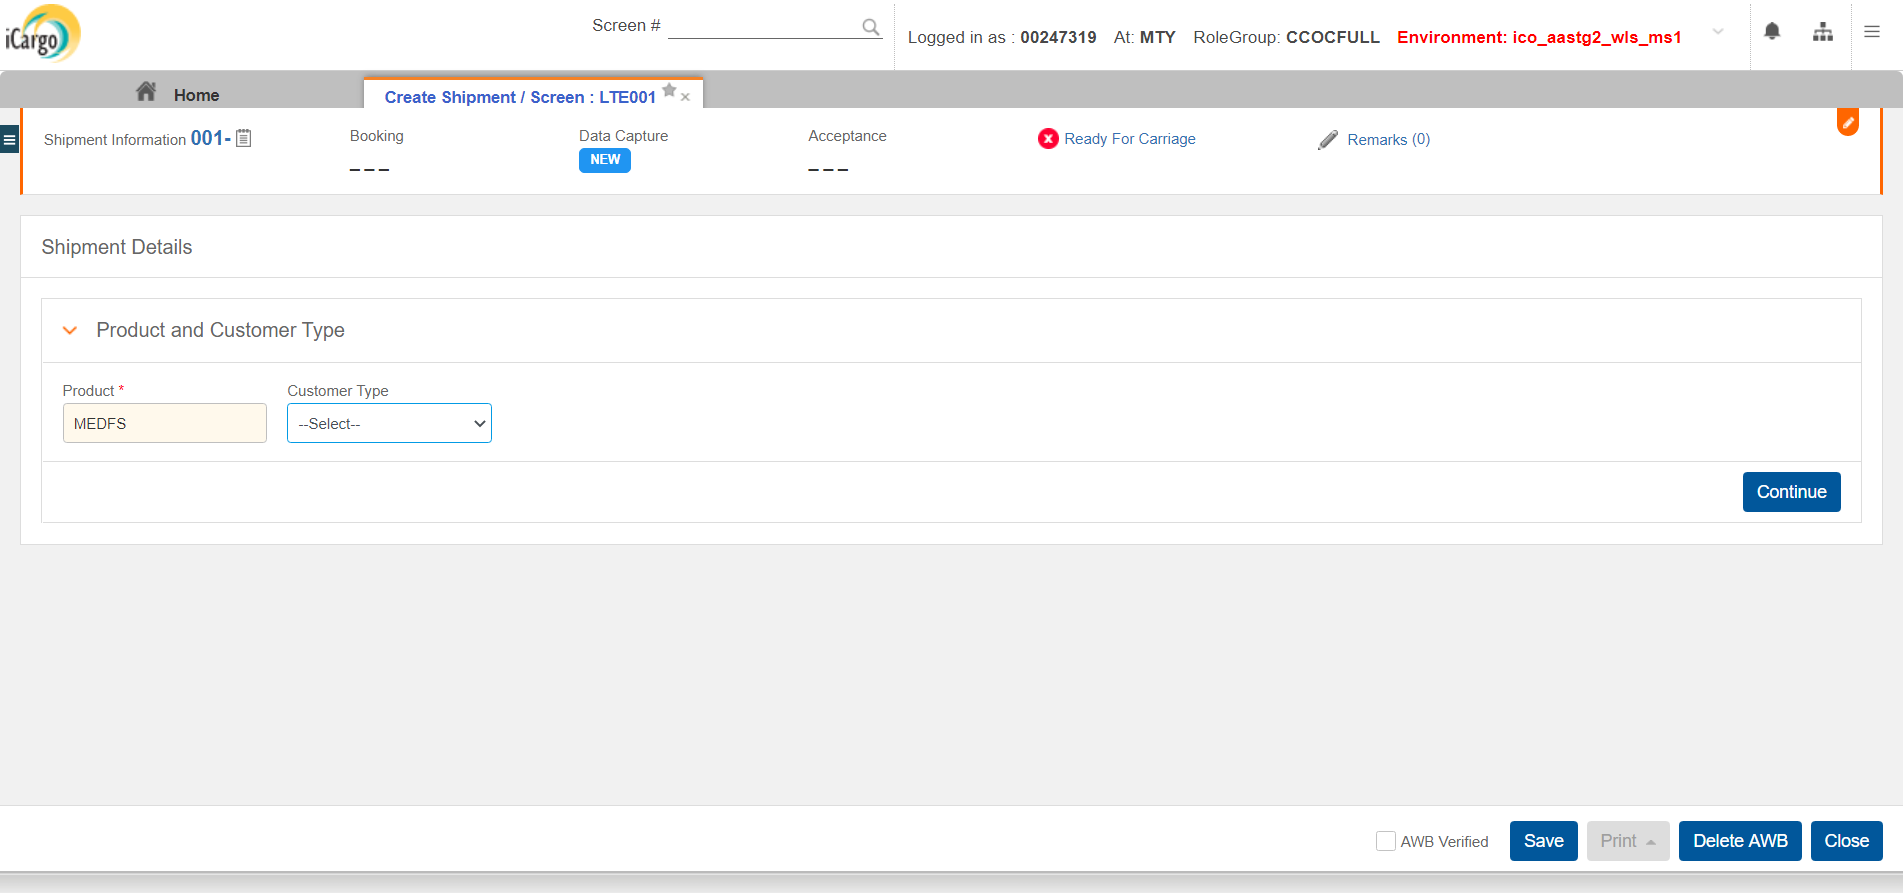 iCargo
Screen #
Logged in as : 00247319 At: MTY RoleGroup: CCOCFULL Environment: ico_aastg2_wls_ms1
Home
Create Shipment / Screen : LTE001
Shipment Information 001-
Booking
Data Capture
Acceptance
Ready For Carriage
Remarks (0)
_ _ _
NEW
_ _ _
Shipment Details
Product and Customer Type
Product *
Customer Type
MEDFS
--Select--
Continue
AWB Verified
Save
Print
Delete AWB
Close